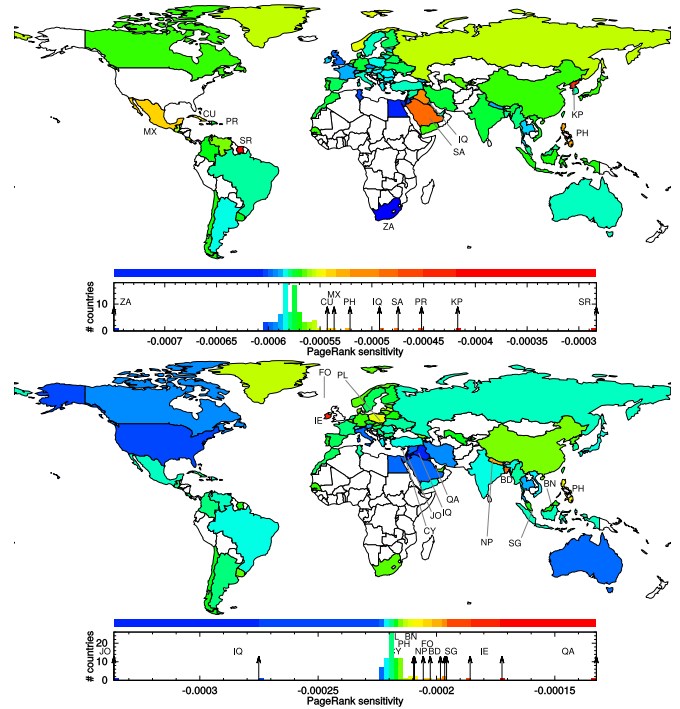 CU
MX
PR
KP
PH
SR
IQ
SA
ZA
# countries
10
0
ZA
MX
CU
PH
IQ
SA
PR
KP
SR
-0.0007
-0.00065
-0.0006
-0.00055
-0.0005
-0.00045
-0.0004
-0.00035
-0.0003
PageRank sensitivity
FO
PL
IE
QA
BD
BN
PH
IQ
JO
CY
NP
SG
# countries
20
10
0
JO
IQ
BN
PH
FO
CY
NP
BD
SG
IE
QA
-0.0003
-0.00025
-0.0002
-0.00015
PageRank sensitivity